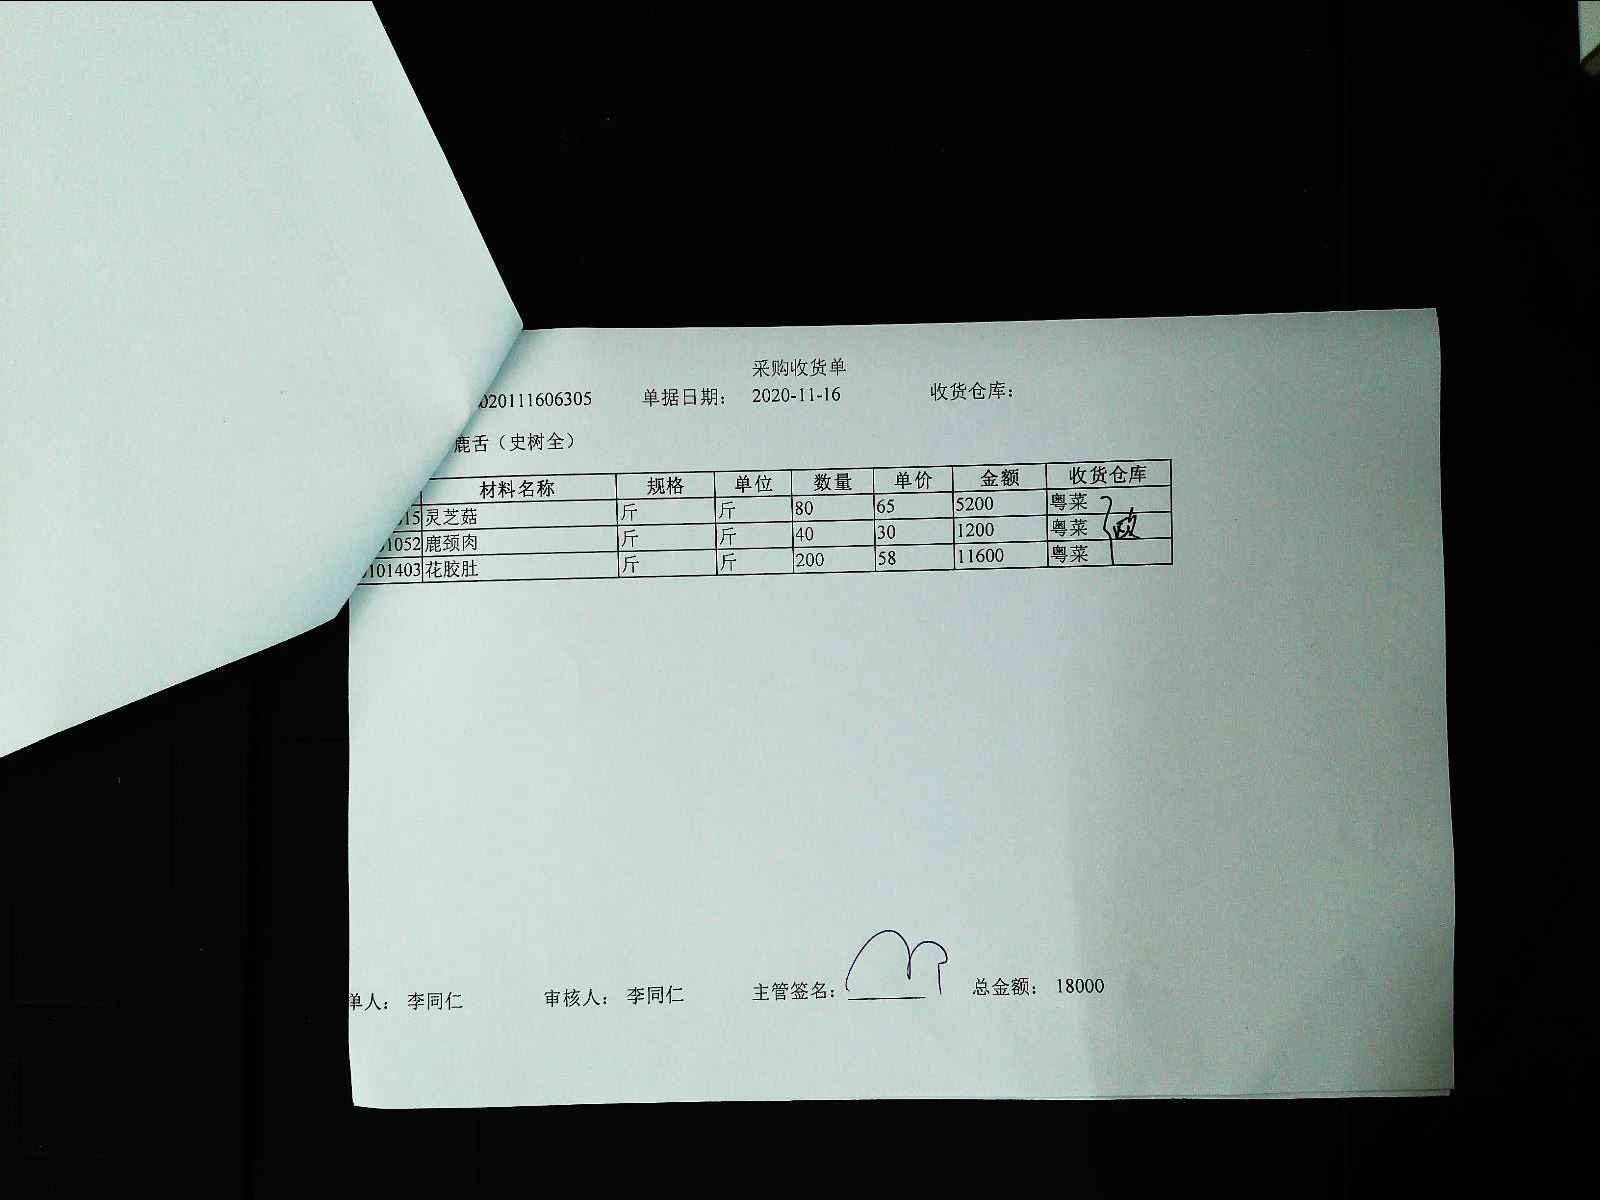 采购收货单
020111606305 单据日期： 2020-11-16 收货仓库：
鹿舌（史树全）
材料名称 规格 单位 数量 单价 金额 收货仓库
15 灵芝菇 斤 斤 80 65 5200 粤菜
1052 鹿颈肉 斤 斤 40 30 1200 粤菜
101403 花胶肚 斤 斤 200 58 11600 粤菜
单人： 李同仁 审核人： 李同仁 主管签名： 总金额： 18000